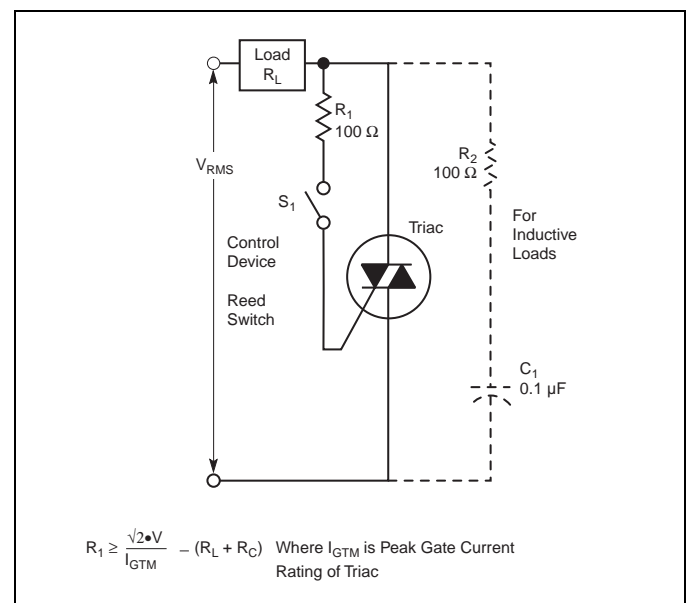 Load
R_L
R_1
100 Ω
V_RMS
S_1
R_2
100 Ω
Control
Device
Reed
Switch
Triac
For
Inductive
Loads
C_1
0.1 µF
R_1 ≥ √2•V / I_GTM – (R_L + R_C) Where I_GTM is Peak Gate Current
Rating of Triac